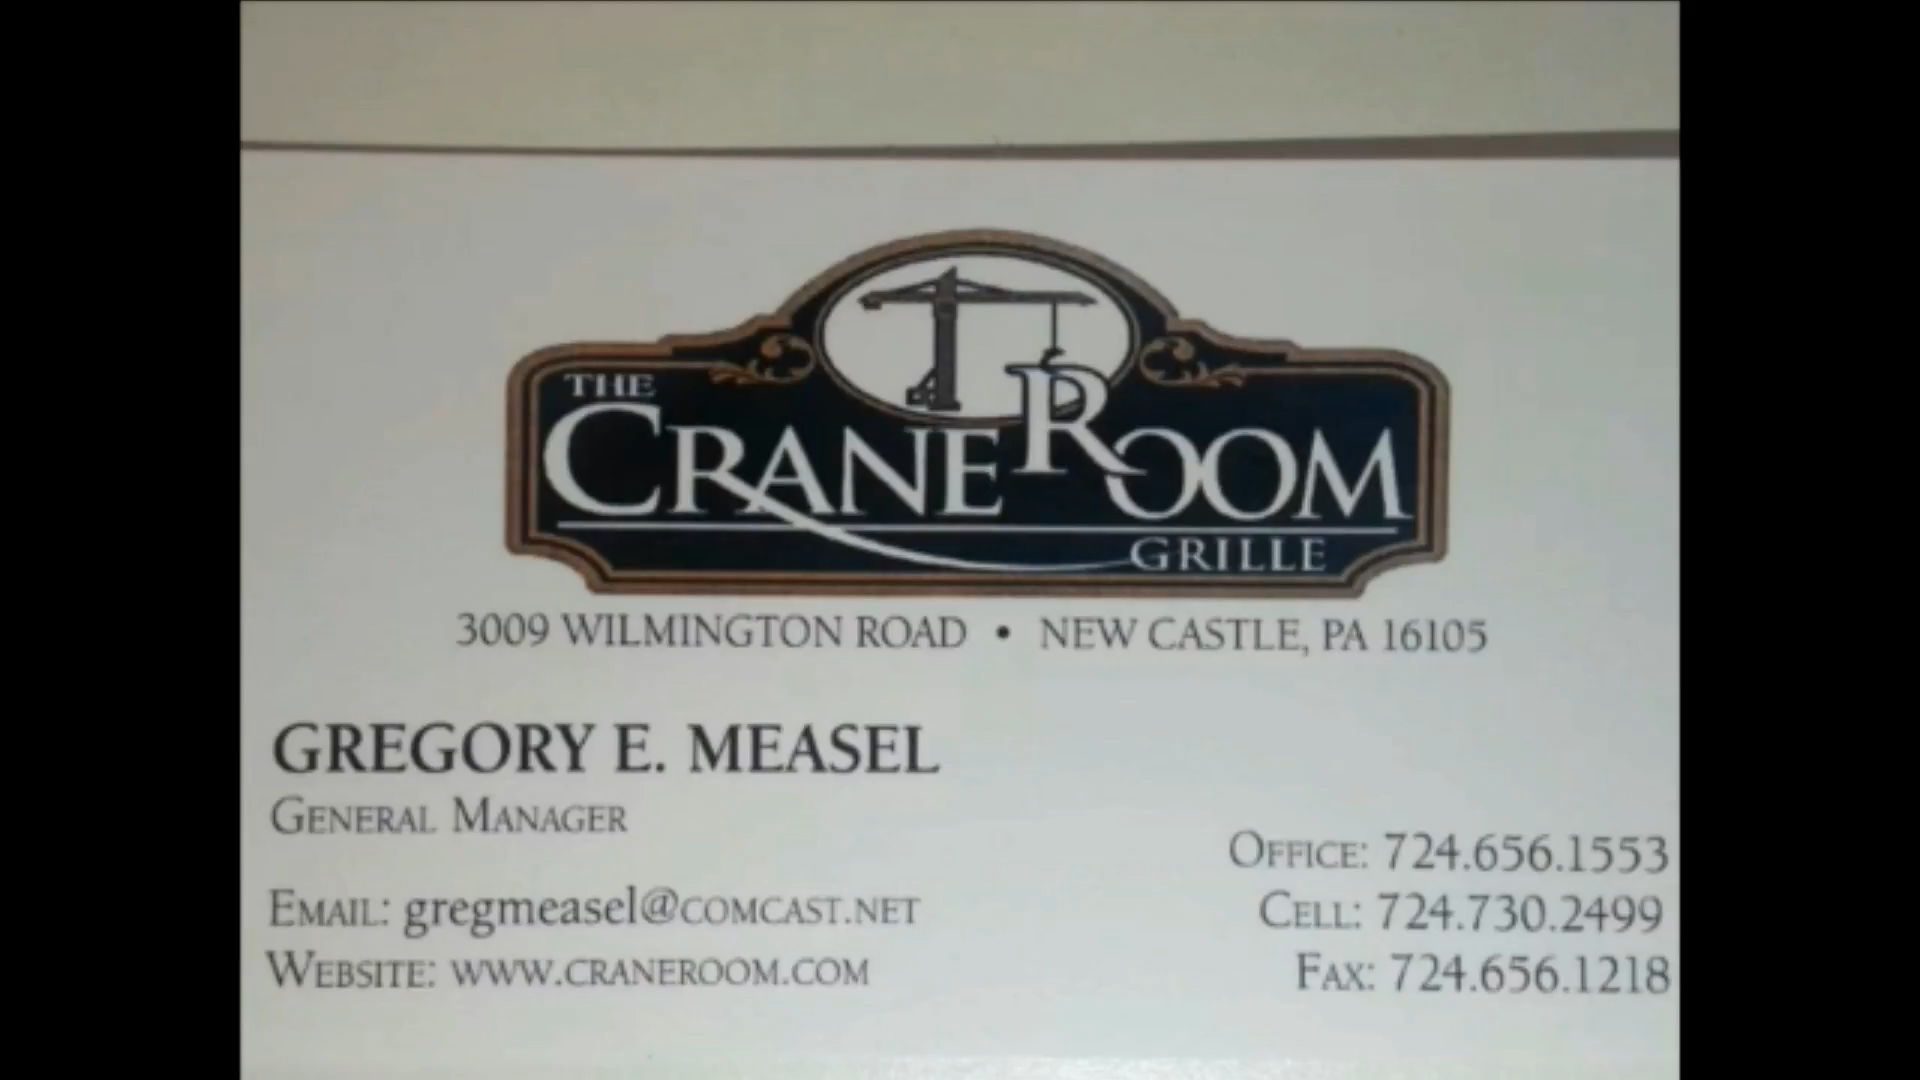 THE
CRANE ROOM
GRILLE
3009 WILMINGTON ROAD • NEW CASTLE, PA 16105
GREGORY E. MEASEL
GENERAL MANAGER
EMAIL: gregmeasel@COMCAST.NET
WEBSITE: WWW.CRANEROOM.COM
OFFICE: 724.656.1553
CELL: 724.730.2499
FAX: 724.656.1218